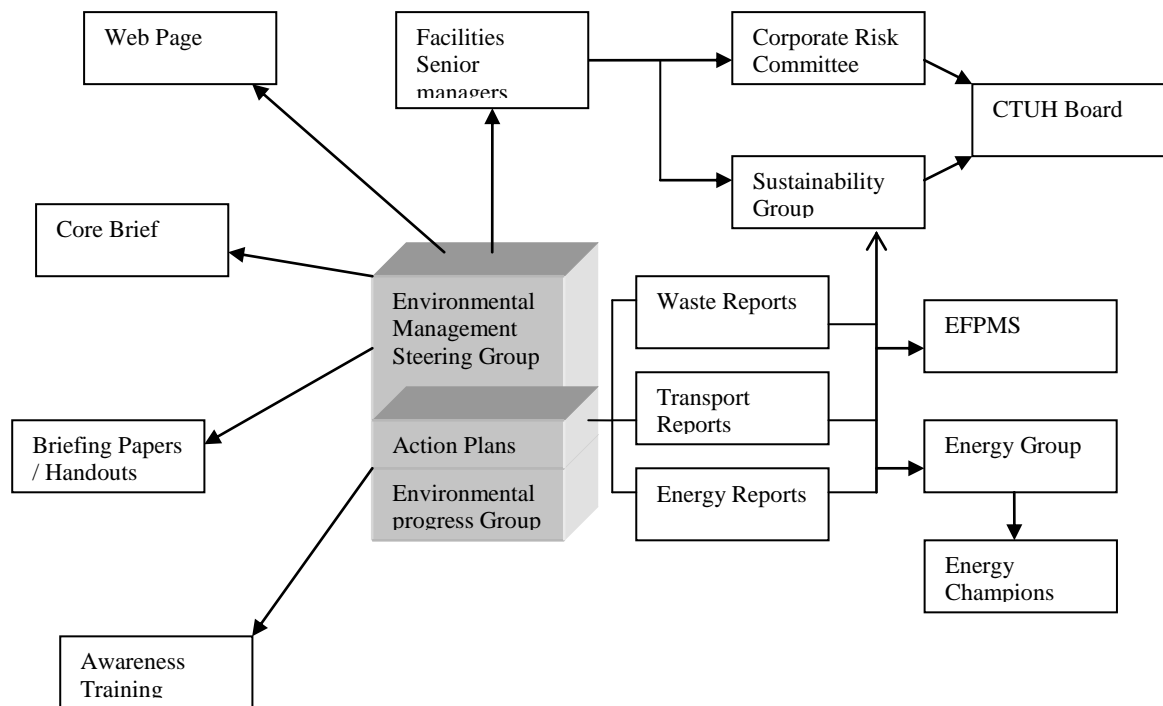 Web Page
Facilities
Senior
managers
Corporate Risk
Committee
CTUH Board
Sustainability
Group
Core Brief
Environmental
Management
Steering Group
Waste Reports
EFPMS
Transport
Reports
Briefing Papers
/ Handouts
Action Plans
Energy Group
Environmental
progress Group
Energy Reports
Energy
Champions
Awareness
Training